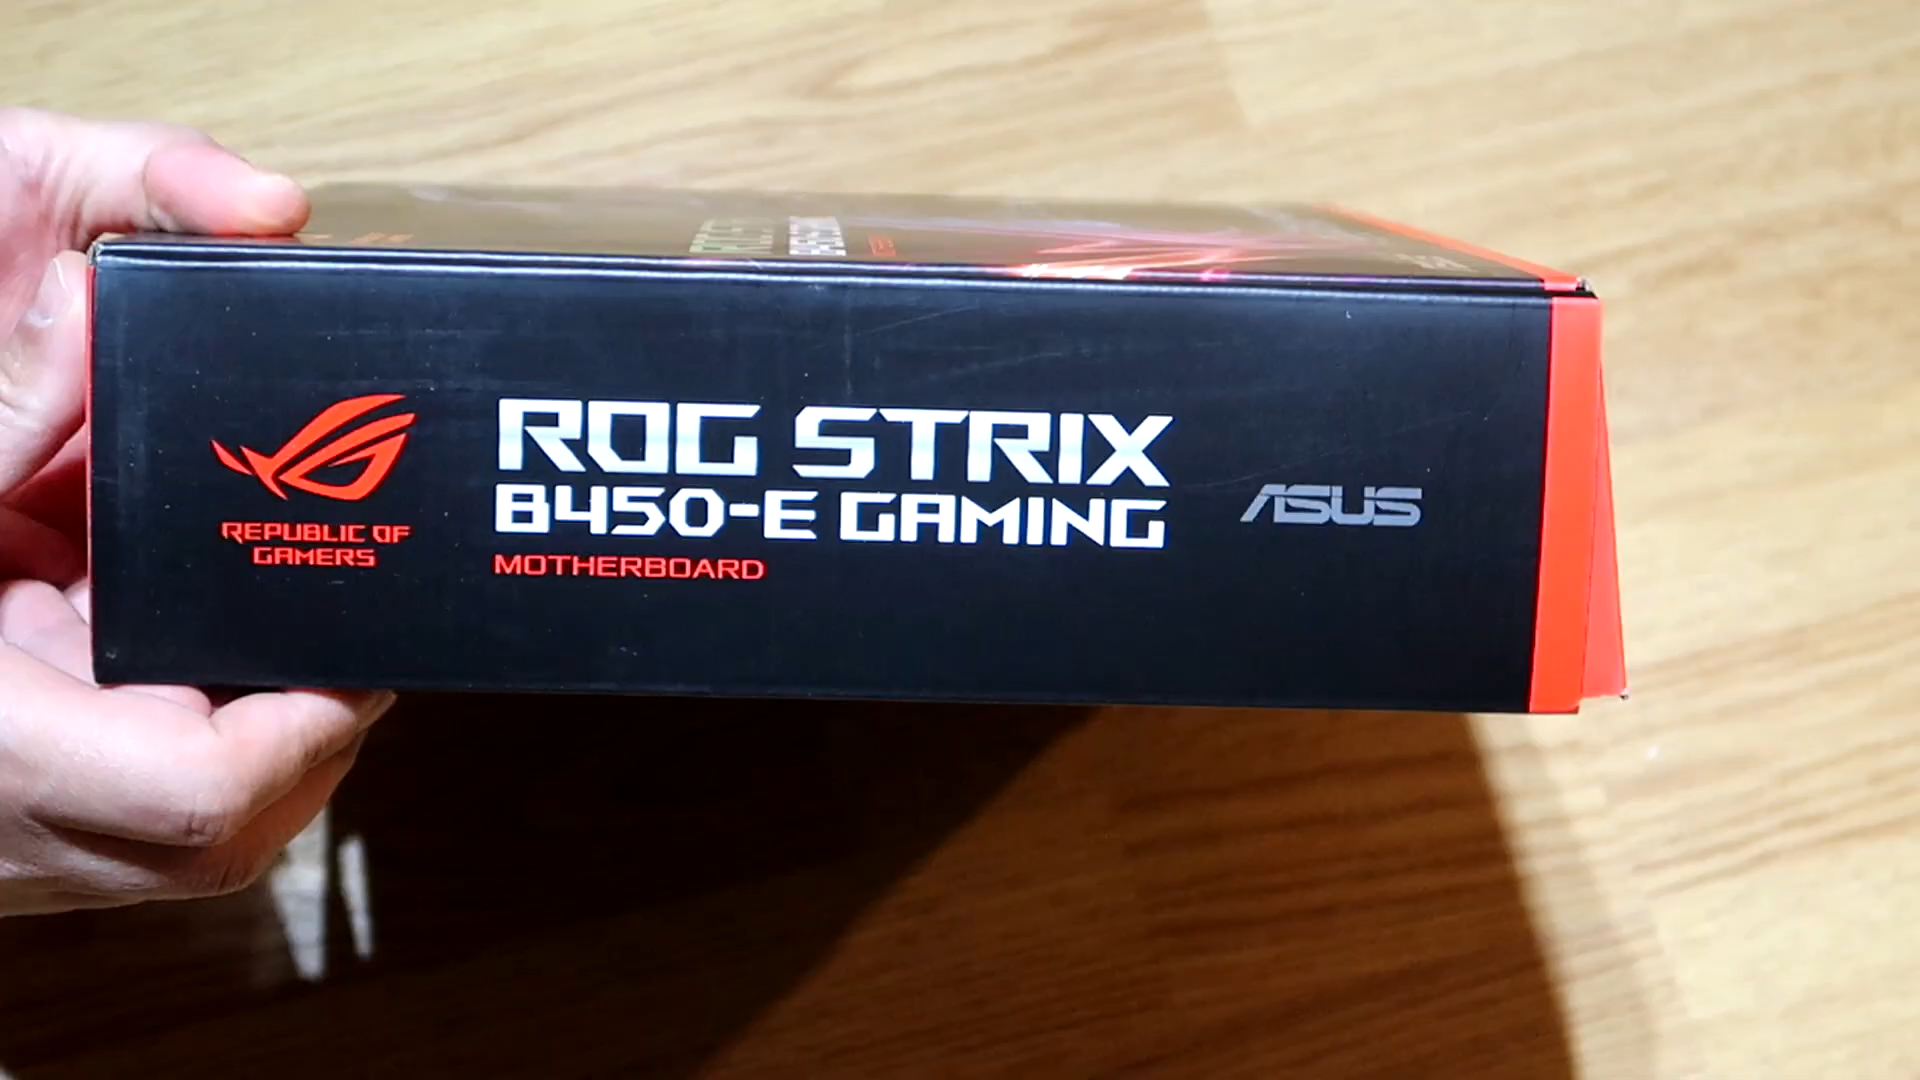 REPUBLIC OF
GAMERS
ROG STRIX
B450-E GAMING
MOTHERBOARD
ASUS